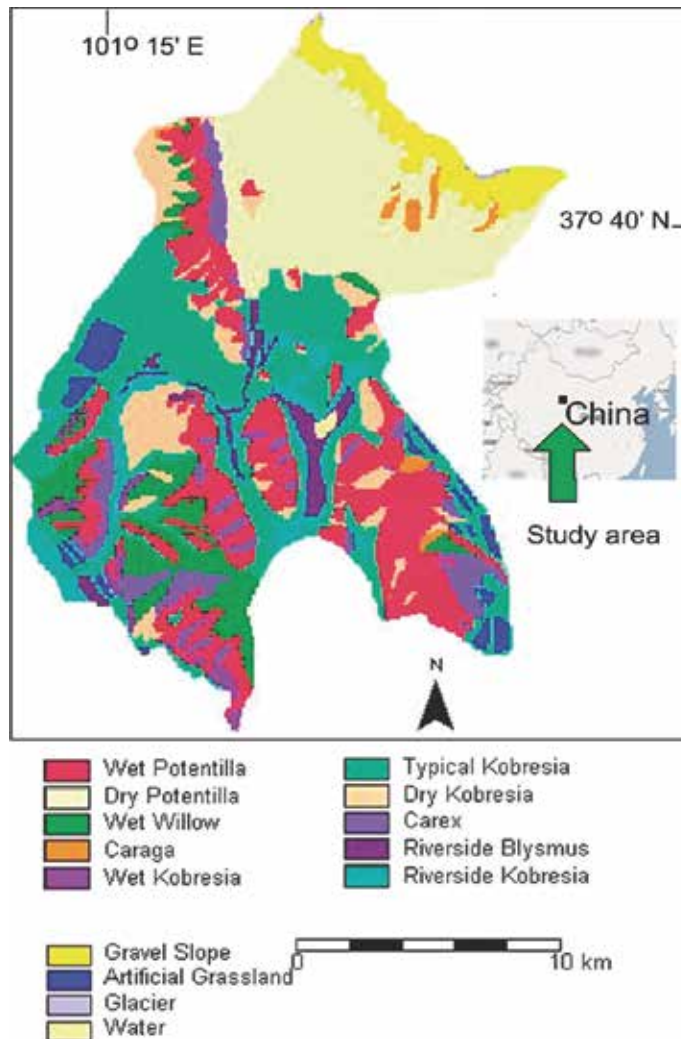 101º 15' E
37º 40' N
China
Study area
N
Wet Potilla
Dry Potentilla
Wet Willow
Caraga
Wet Kobresia
Typical Kobresia
Dry Kobresia
Carex
Riverside Blysmus
Riverside Kobresia
Gravel Slope
Artificial Grassland
Glacier
Water
0
10 km